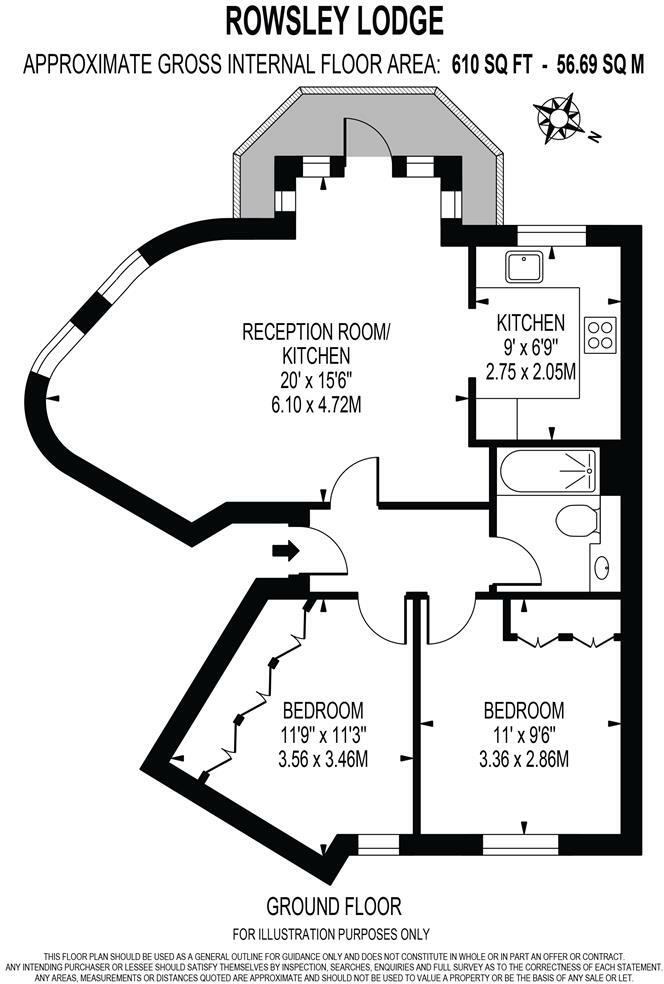 ROWSLEY LODGE
APPROXIMATE GROSS INTERNAL FLOOR AREA: 610 SQ FT - 56.69 SQ M
N
RECEPTION ROOM/
KITCHEN
20' x 15'6"
6.10 x 4.72M
KITCHEN
9' x 6'9"
2.75 x 2.05M
BEDROOM
11'9" x 11'3"
3.56 x 3.46M
BEDROOM
11' x 9'6"
3.36 x 2.86M
GROUND FLOOR
FOR ILLUSTRATION PURPOSES ONLY
THIS FLOOR PLAN SHOULD BE USED AS A GENERAL OUTLINE FOR GUIDANCE ONLY AND DOES NOT CONSTITUTE IN WHOLE OR IN PART AN OFFER OR CONTRACT.
ANY INTENDING PURCHASER OR LESSEE SHOULD SATISFY THEMSELVES BY INSPECTION, SEARCHES, ENQUIRIES AND FULL SURVEY AS TO THE CORRECTNESS OF EACH STATEMENT.
ANY AREAS, MEASUREMENTS OR DISTANCES QUOTED ARE APPROXIMATE AND SHOULD NOT BE USED TO VALUE A PROPERTY OR BE THE BASIS OF ANY SALE OR LET.